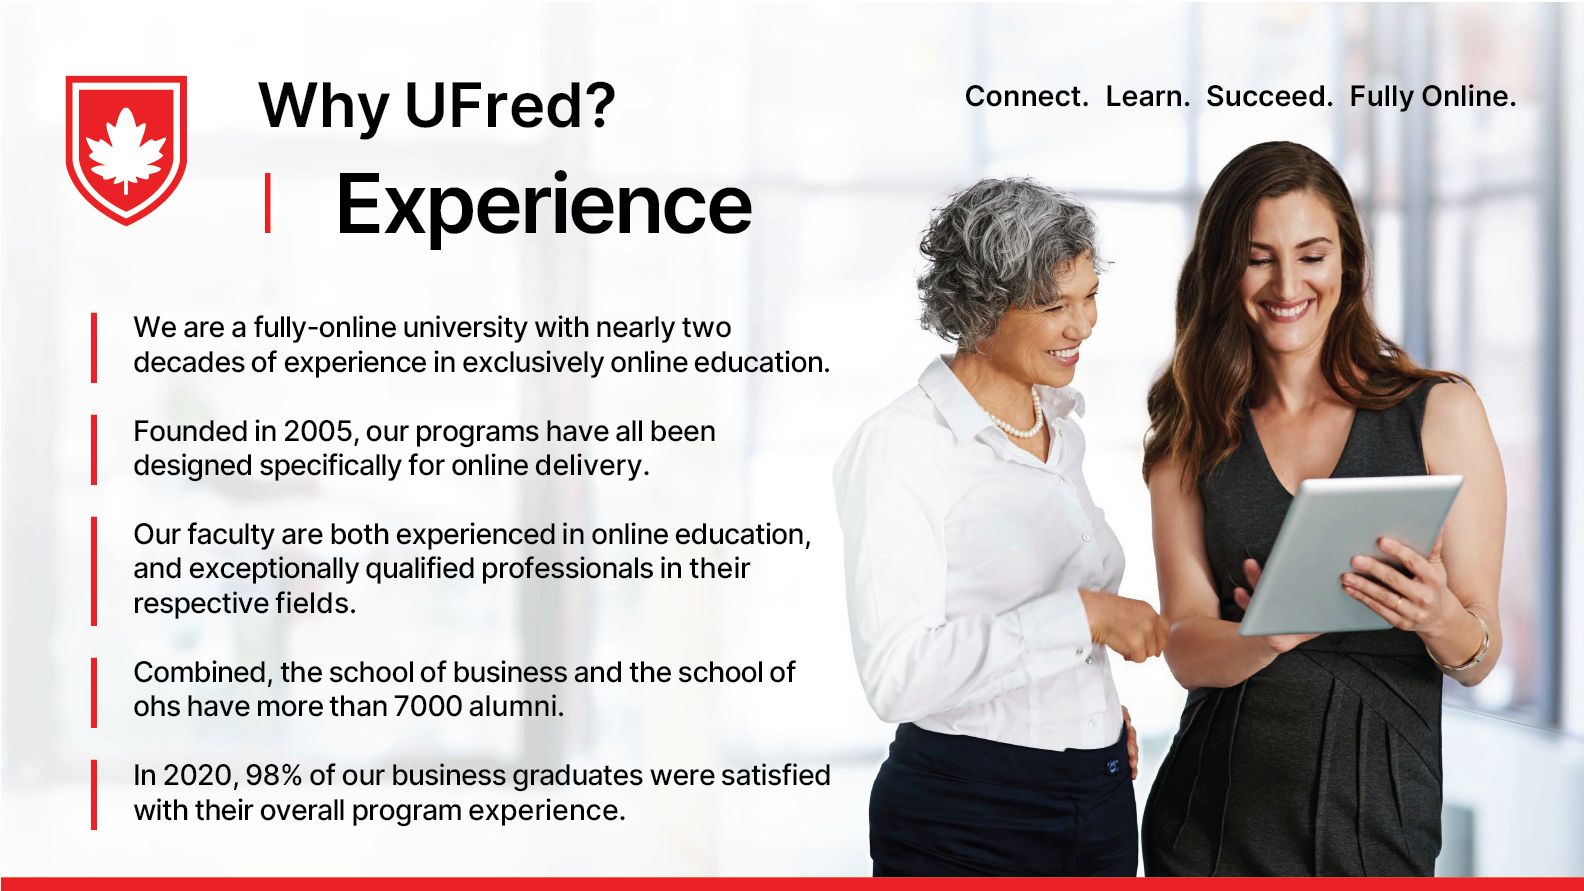 Why UFred?
Connect. Learn. Succeed. Fully Online.
Experience
We are a fully-online university with nearly two
decades of experience in exclusively online education.
Founded in 2005, our programs have all been
designed specifically for online delivery.
Our faculty are both experienced in online education,
and exceptionally qualified professionals in their
respective fields.
Combined, the school of business and the school of
ohs have more than 7000 alumni.
In 2020, 98% of our business graduates were satisfied
with their overall program experience.